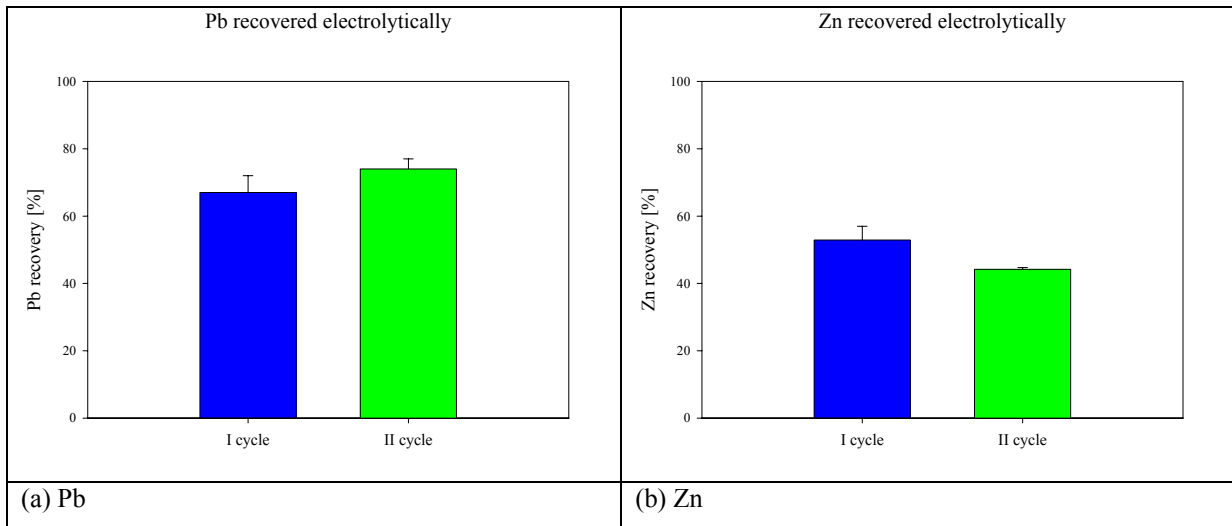 Pb recovered electrolytically
100
80
60
40
20
0
Pb recovery [%]
I cycle
II cycle
(a) Pb
Zn recovered electrolytically
100
80
60
40
20
0
Zn recovery [%]
I cycle
II cycle
(b) Zn